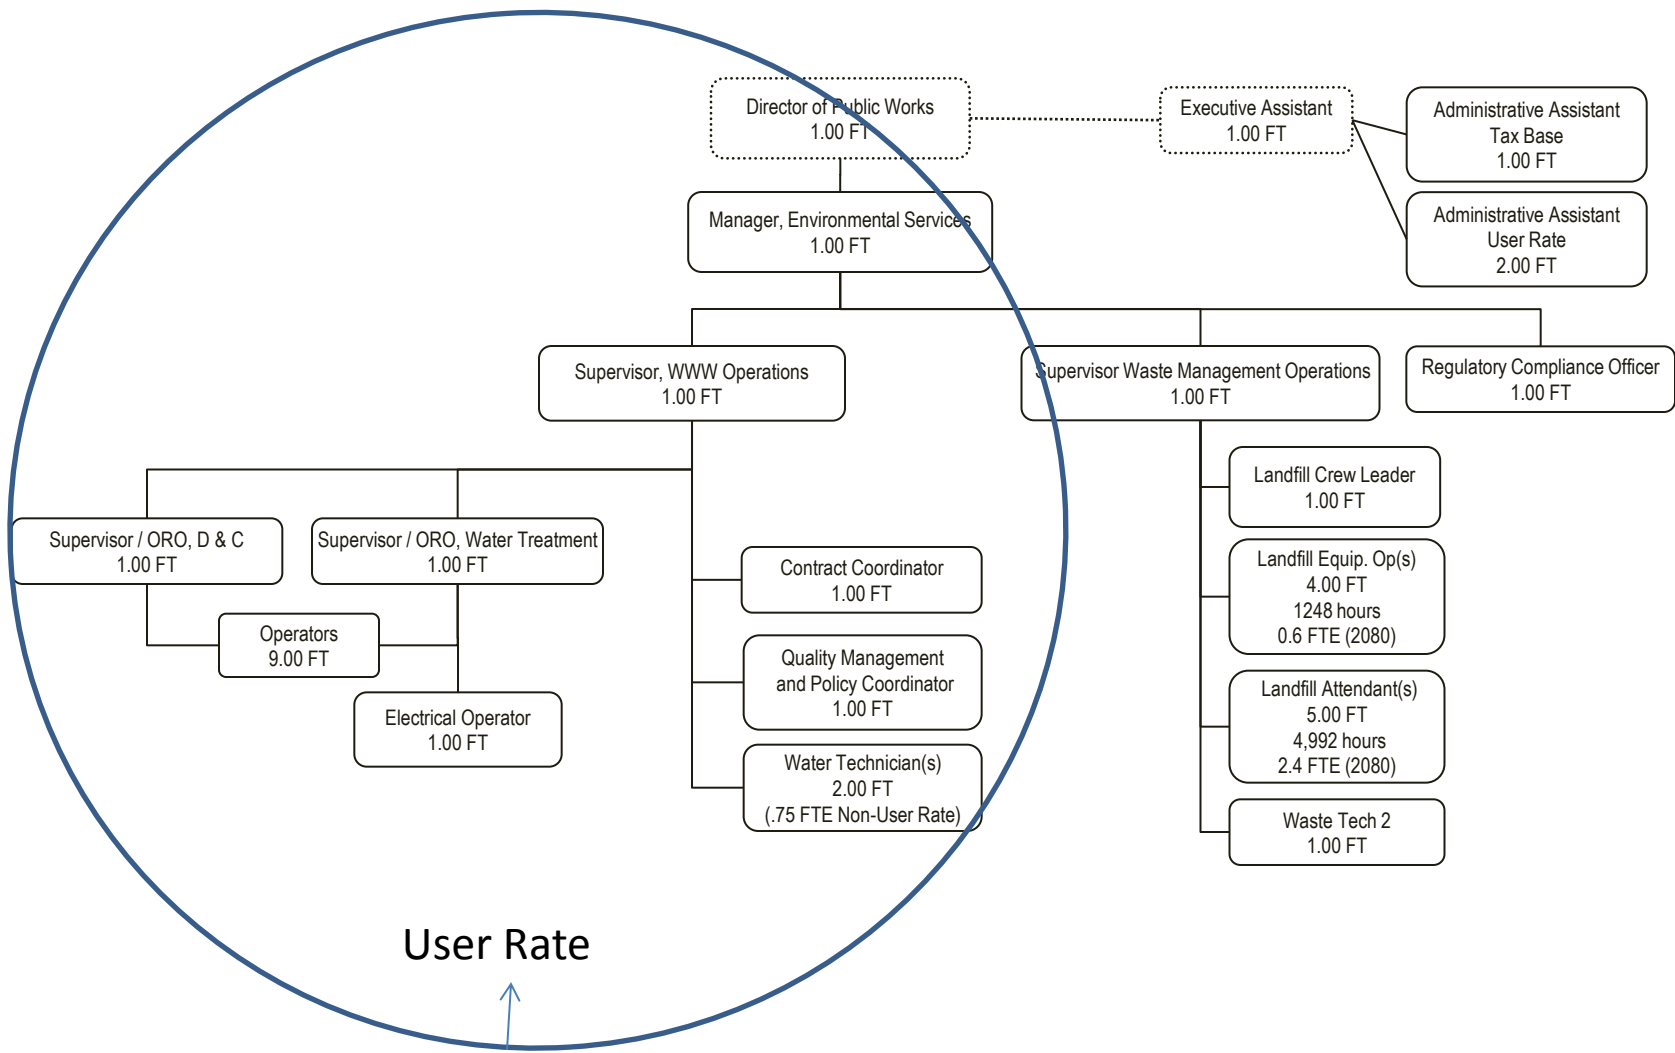 Director of Public Works
1.00 FT
Executive Assistant
1.00 FT
Administrative Assistant
Tax Base
1.00 FT
Administrative Assistant
User Rate
2.00 FT
Manager, Environmental Services
1.00 FT
Supervisor, WWW Operations
1.00 FT
Supervisor Waste Management Operations
1.00 FT
Regulatory Compliance Officer
1.00 FT
Supervisor / ORO, D & C
1.00 FT
Supervisor / ORO, Water Treatment
1.00 FT
Operators
9.00 FT
Electrical Operator
1.00 FT
Contract Coordinator
1.00 FT
Quality Management
and Policy Coordinator
1.00 FT
Water Technician(s)
2.00 FT
(.75 FTE Non-User Rate)
Landfill Crew Leader
1.00 FT
Landfill Equip. Op(s)
4.00 FT
1248 hours
0.6 FTE (2080)
Landfill Attendant(s)
5.00 FT
4,992 hours
2.4 FTE (2080)
Waste Tech 2
1.00 FT
User Rate